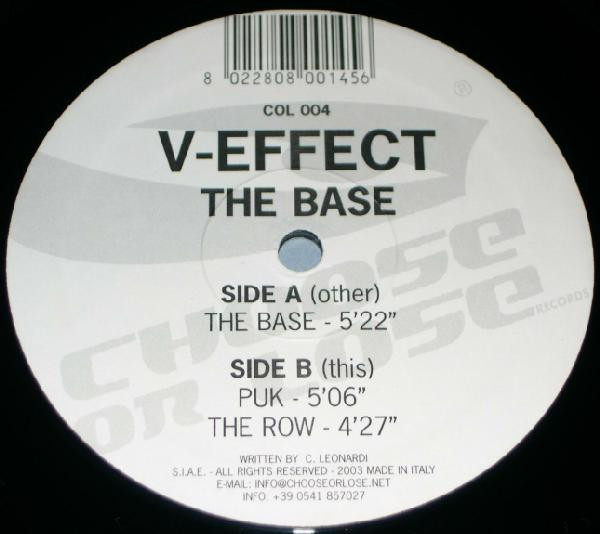 8 022808 001456
COL 004
®
V-EFFECT
THE BASE
CHOOSE
OR LOSE
RECORDS
SIDE A (other)
THE BASE - 5'22”
SIDE B (this)
PUK - 5'06”
THE ROW - 4'27”
WRITTEN BY C. LEONARDI
S.I.A.E. - ALL RIGHTS RESERVED - 2003 MADE IN ITALY
E-MAIL: INFO@CHOOSEORLOSE.NET
INFO: +39 0541 857027